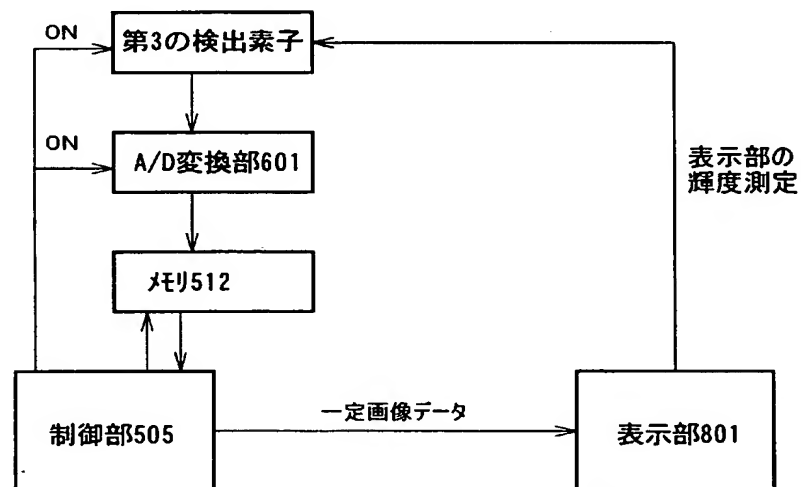 ON
第3の検出素子
ON
A/D変換部601
表示部の
輝度測定
メモリ512
制御部505
一定画像データ
表示部801